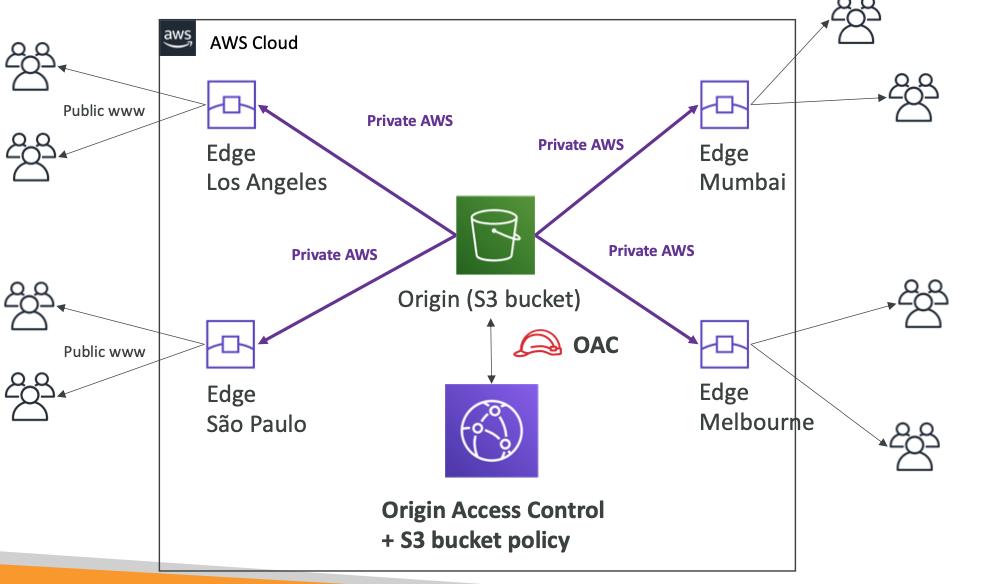 aws
AWS Cloud
Public www
Private AWS
Private AWS
Edge
Los Angeles
Edge
Mumbai
Private AWS
Private AWS
Origin (S3 bucket)
OAC
Public www
Edge
São Paulo
Edge
Melbourne
Origin Access Control
+ S3 bucket policy